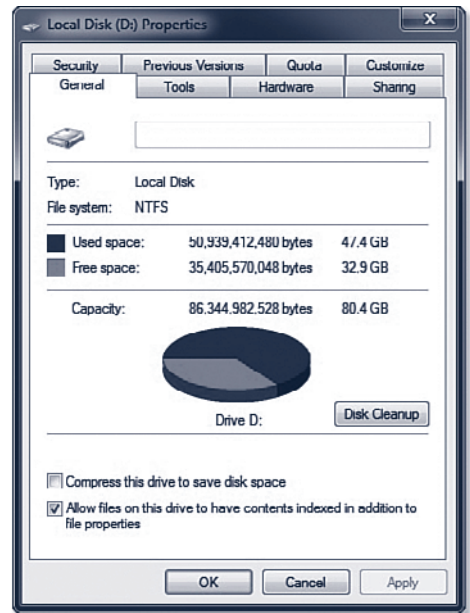 Local Disk (D:) Properties
X
Security Previous Versions Quota Customize
General Tools Hardware Sharing
Type: Local Disk
File system: NTFS
Used space: 50,939,412,480 bytes 47.4 GB
Free space: 35,405,570,048 bytes 32.9 GB
Capacity: 86,344,982,528 bytes 80.4 GB
Drive D:
Disk Cleanup
Compress this drive to save disk space
Allow files on this drive to have contents indexed in addition to
file properties
OK Cancel Apply